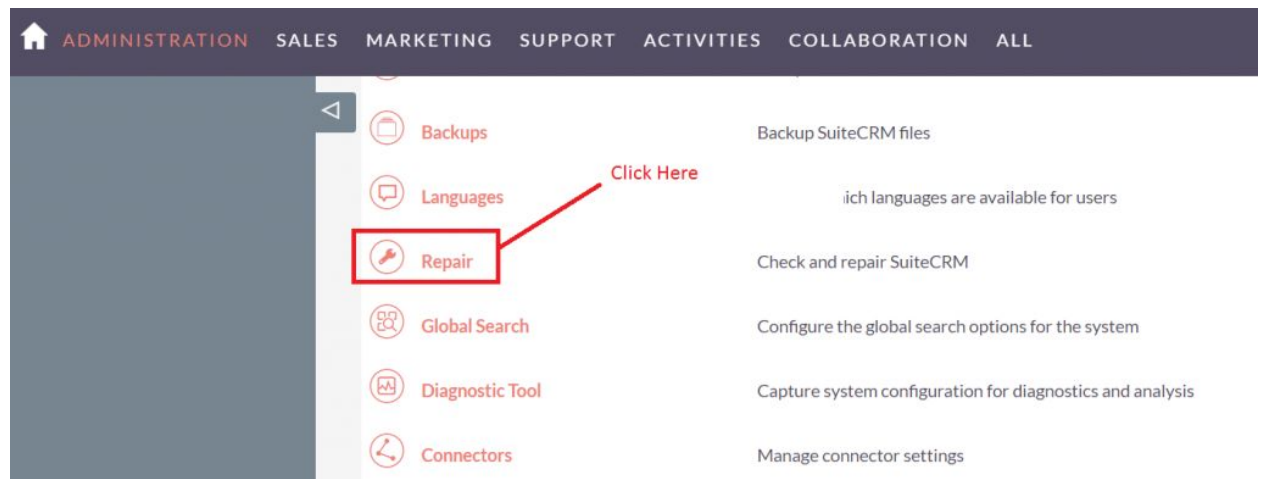 ADMINISTRATION SALES MARKETING SUPPORT ACTIVITIES COLLABORATION ALL
Backups Backup SuiteCRM files
Click Here
Languages languages are available for users
Repair Check and repair SuiteCRM
Global Search Configure the global search options for the system
Diagnostic Tool Capture system configuration for diagnostics and analysis
Connectors Manage connector settings